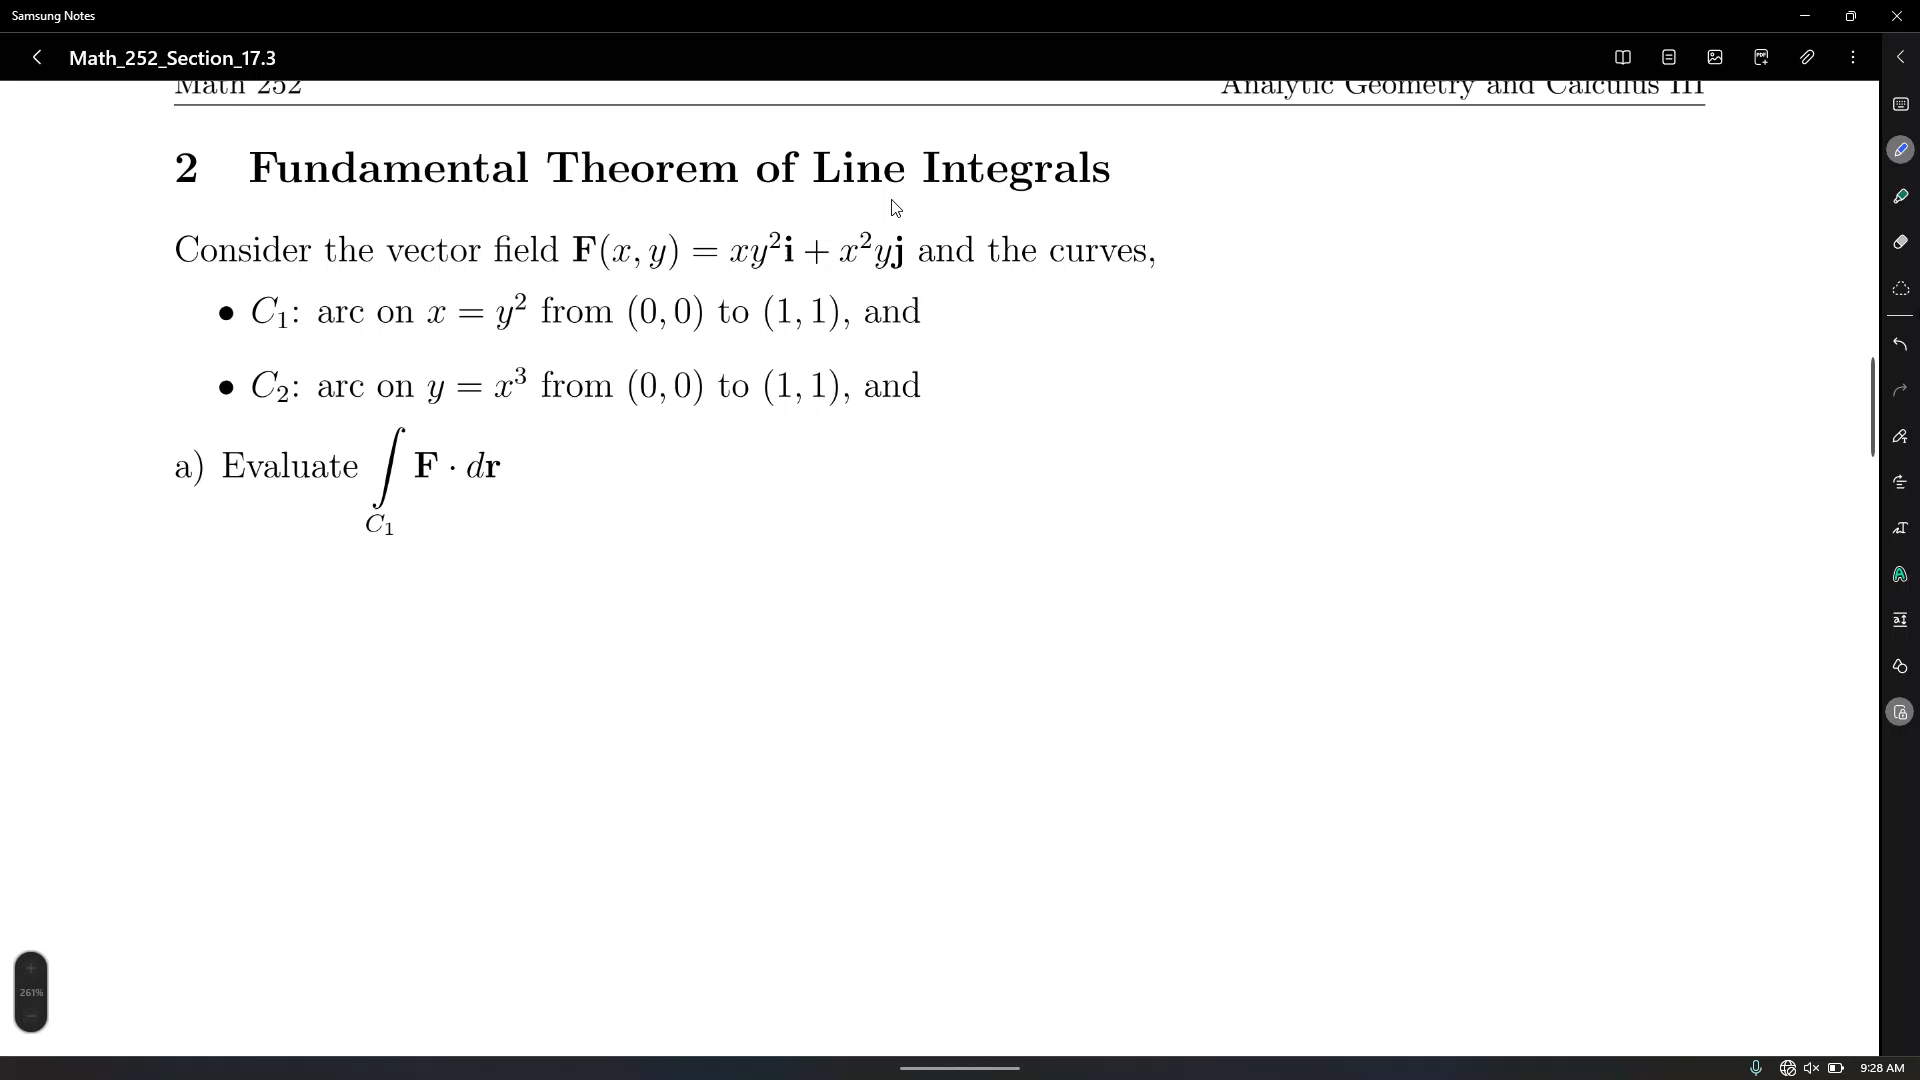 Samsung Notes
Math_252_Section_17.3
Math 252 Analytic Geometry and Calculus III
2 Fundamental Theorem of Line Integrals
Consider the vector field F(x, y) = xy²i + x²yj and the curves,
• C₁: arc on x = y² from (0, 0) to (1, 1), and
• C₂: arc on y = x³ from (0, 0) to (1, 1), and
a) Evaluate ∫ F · dr
C₁
261%
9:28 AM